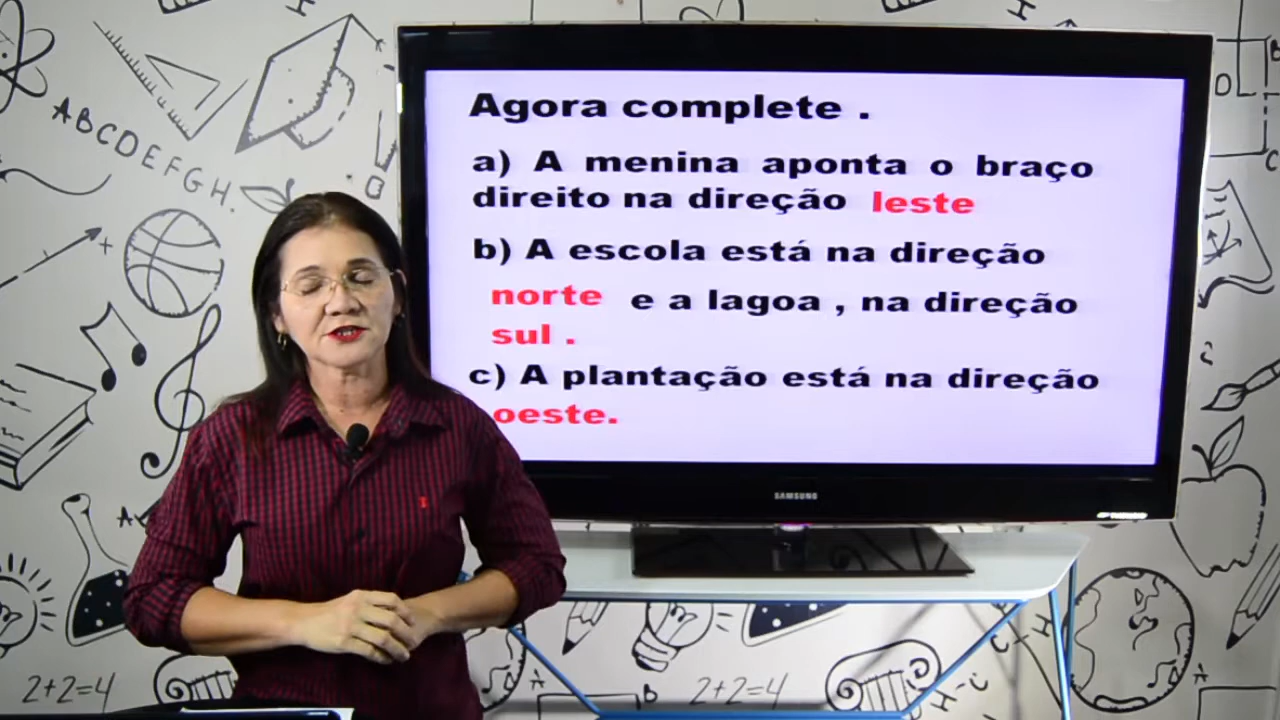 Agora complete .
a) A menina aponta o braço
direito na direção leste
b) A escola está na direção
norte e a lagoa , na direção
sul .
c) A plantação está na direção
oeste.
SAMSUNG
ABCDEFGH
2+2=4
2+2=4